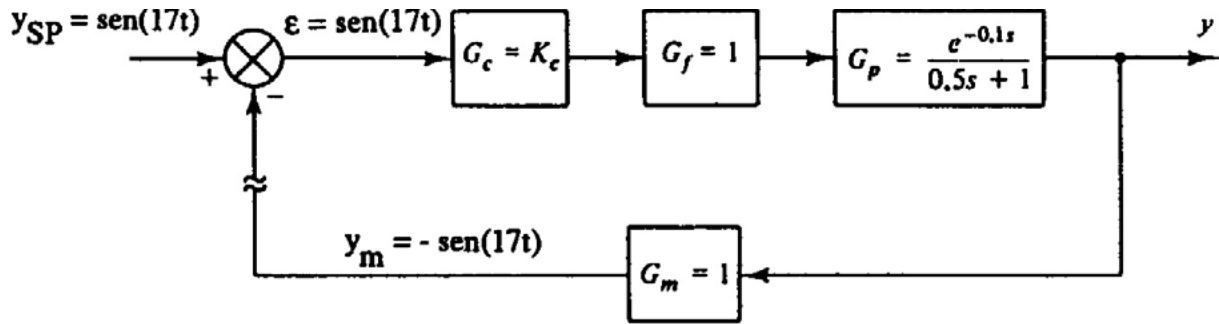 y_SP = sen(17t)
ε = sen(17t)
+
-
G_c = K_c
G_f = 1
G_p = e^{-0.1s} / (0.5s + 1)
y
y_m = - sen(17t)
G_m = 1